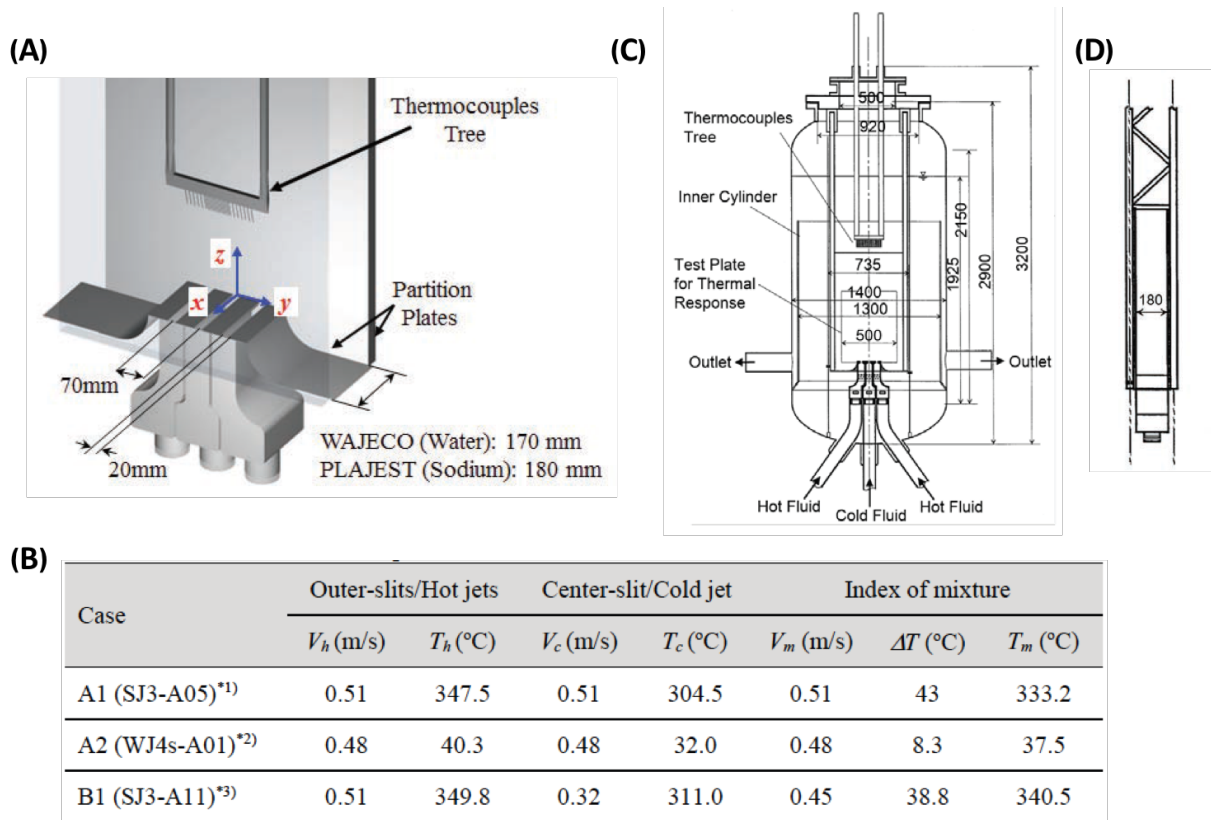 (A)
Thermocouples
Tree
z
x
y
Partition
Plates
70mm
20mm
WAJECO (Water): 170 mm
PLAJEST (Sodium): 180 mm
(C)
500
920
Thermocouples
Tree
Inner Cylinder
Test Plate
for Thermal
Response
735
1400
1300
500
1925
2150
2900
3200
Outlet
Outlet
Hot Fluid
Cold Fluid
Hot Fluid
(D)
180
(B)
Case Outer-slits/Hot jets Center-slit/Cold jet Index of mixture
Vh (m/s) Th (°C) Vc (m/s) Tc (°C) Vm (m/s) ΔT (°C) Tm (°C)
A1 (SJ3-A05)*1) 0.51 347.5 0.51 304.5 0.51 43 333.2
A2 (WJ4s-A01)*2) 0.48 40.3 0.48 32.0 0.48 8.3 37.5
B1 (SJ3-A11)*3) 0.51 349.8 0.32 311.0 0.45 38.8 340.5